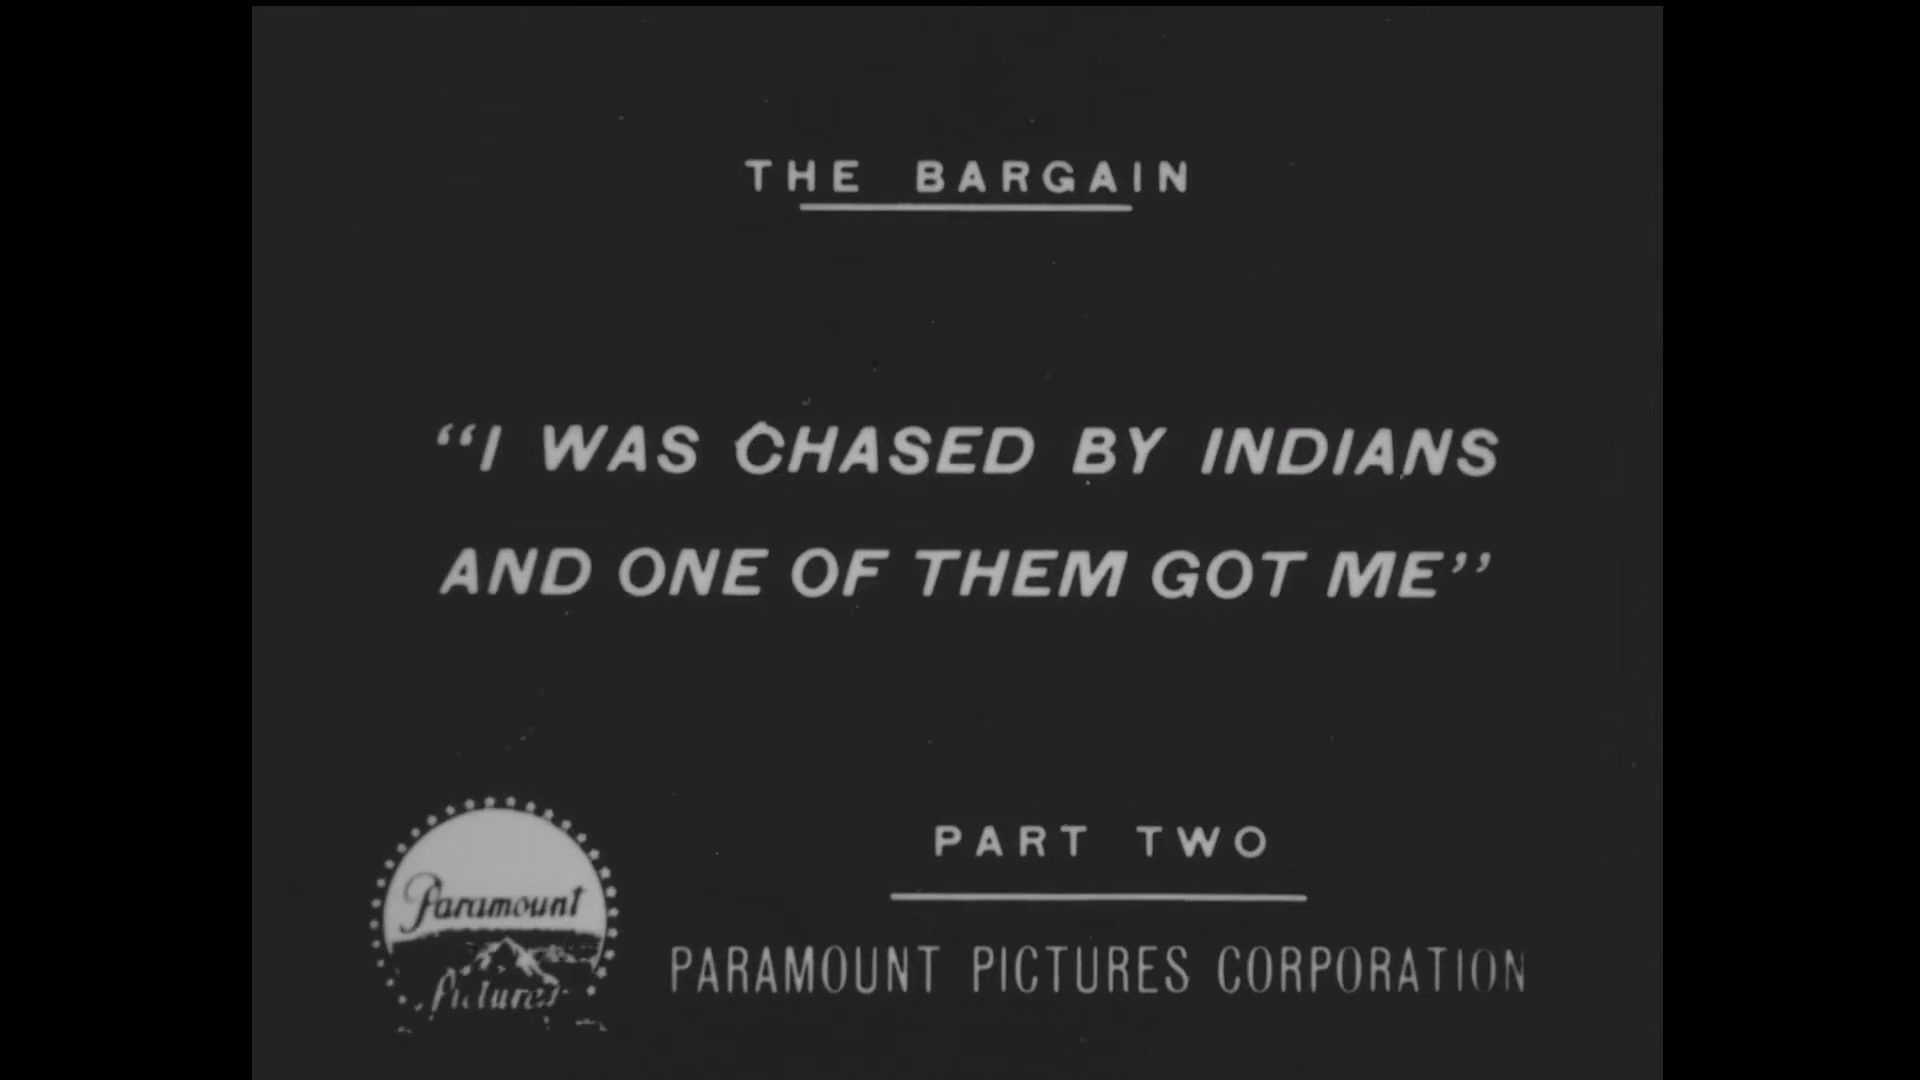 THE BARGAIN
"I WAS CHASED BY INDIANS
AND ONE OF THEM GOT ME"
PART TWO
Paramount
Pictures
PARAMOUNT PICTURES CORPORATION